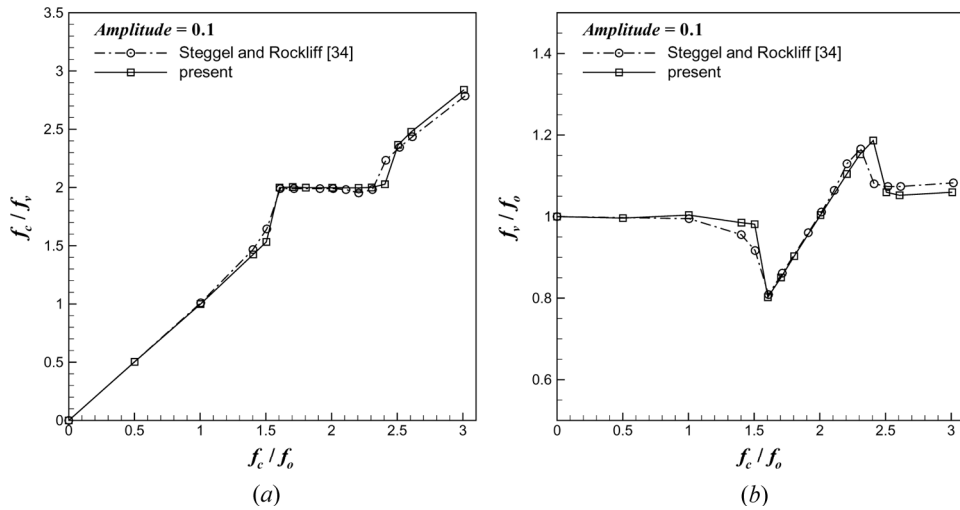 3.5
3
2.5
2
1.5
1
0.5
0
Amplitude = 0.1
Steggel and Rockliff [34]
present
f_c / f_v
0 0.5 1 1.5 2 2.5 3
f_c / f_o
(a)
1.4
1.2
1
0.8
0.6
Amplitude = 0.1
Steggel and Rockliff [34]
present
f_v / f_o
0 0.5 1 1.5 2 2.5 3
f_c / f_o
(b)